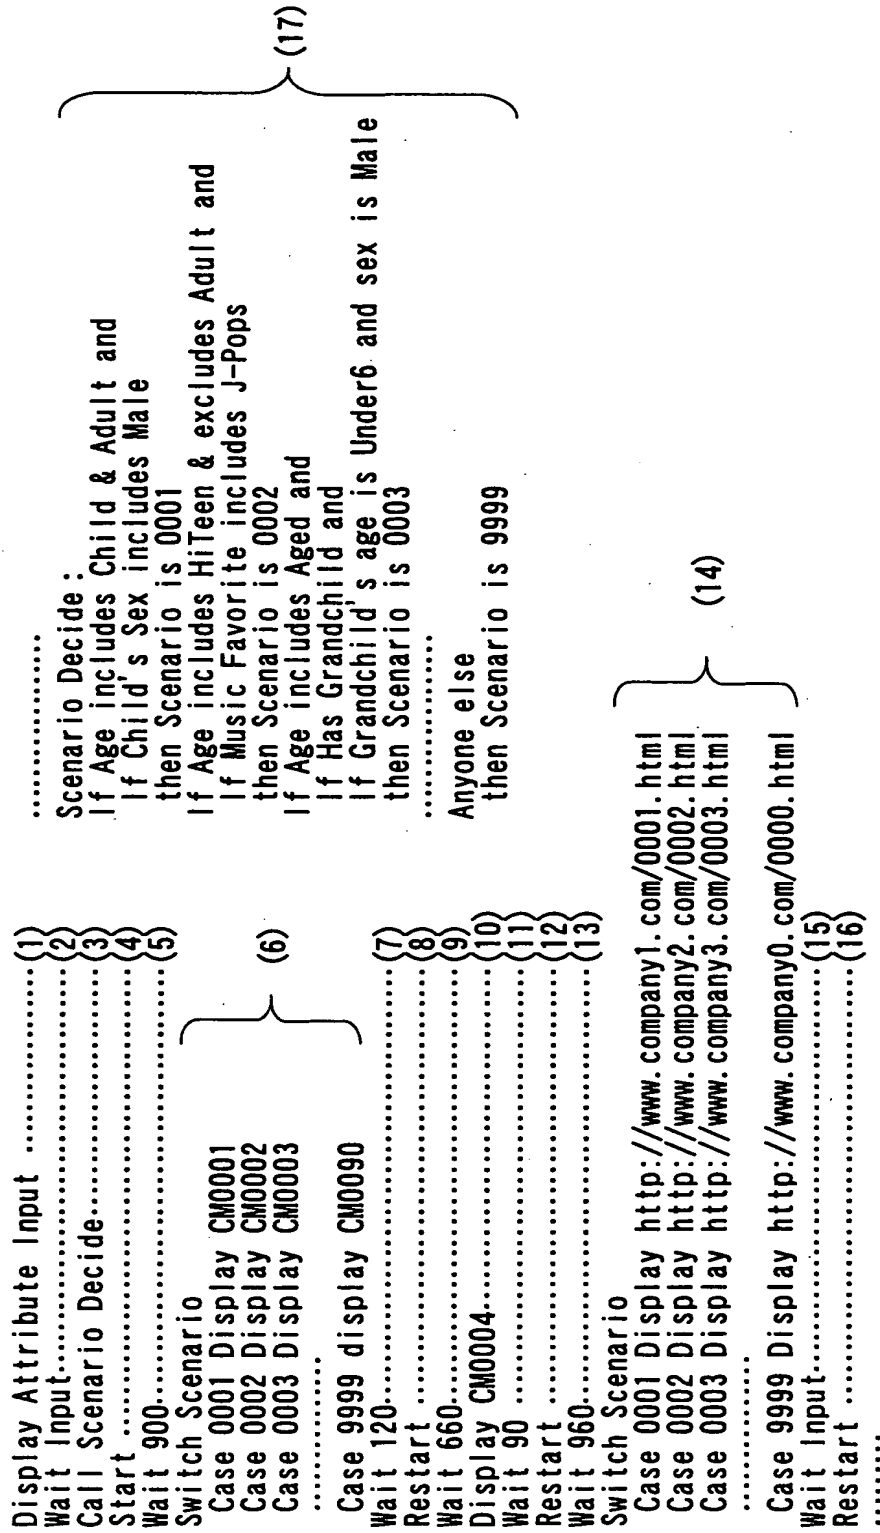 Display Attribute Input ...............(1)
Wait Input...............(2)
Call Scenario Decide...............(3)
Start ...............(4)
Wait 900...............(5)
Switch Scenario
Case 0001 Display CM0001
Case 0002 Display CM0002
Case 0003 Display CM0003
...............
Case 9999 display CM0090
(6)
Wait 120...............(7)
Restart ...............(8)
Wait 660...............(9)
Display CM0004...............(10)
Wait 90 ...............(11)
Restart ...............(12)
Wait 960...............(13)
Switch Scenario
Case 0001 Display http://www.company1.com/0001.html
Case 0002 Display http://www.company2.com/0002.html
Case 0003 Display http://www.company3.com/0003.html
...............
Case 9999 Display http://www.company0.com/0000.html
(14)
Wait Input...............(15)
Restart ...............(16)
.........
...............
Scenario Decide:
If Age includes Child & Adult and
If Child's Sex includes Male
then Scenario is 0001
If Age includes HiTeen & excludes Adult and
If Music Favorite includes J-Pops
then Scenario is 0002
If Age includes Aged and
If Has Grandchild and
If Grandchild's age is Under6 and sex is Male
then Scenario is 0003
...............
Anyone else
then Scenario is 9999
(17)